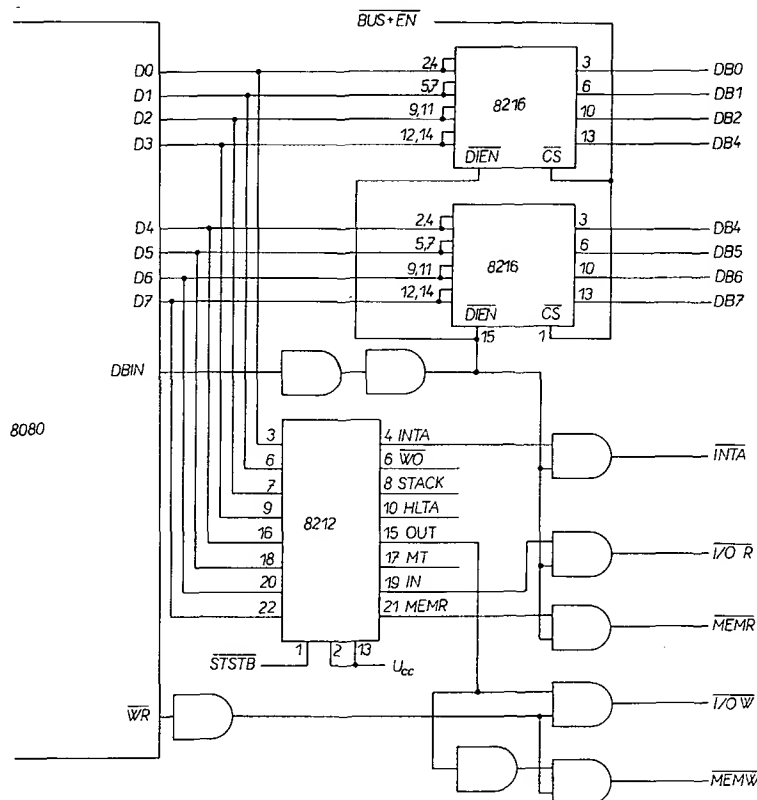 BUS+EN
D0 2,4 3 DB0
D1 5,7 6 DB1
D2 9,11 8216 10 DB2
D3 12,14 13 DB4
DIEN CS
D4 2,4 3 DB4
D5 5,7 6 DB5
D6 9,11 8216 10 DB6
D7 12,14 13 DB7
DIEN CS
15 1
DBIN
8080
3 4 INTA INTA
6 6 WO
7 8 STACK
9 10 HLTA
8212
16 15 OUT I/O R
18 17 MT
20 19 IN
22 21 MEMR MEMR
1 2 13
STSTB Ucc
WR I/O W
MEMW